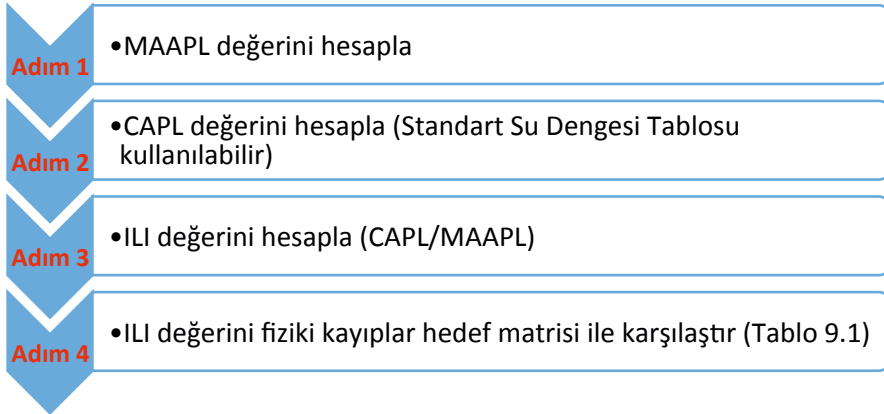 Adım 1
•MAAPL değerini hesapla
Adım 2
•CAPL değerini hesapla (Standart Su Dengesi Tablosu
kullanılabilir)
Adım 3
•ILI değerini hesapla (CAPL/MAAPL)
Adım 4
•ILI değerini fiziki kayıplar hedef matrisi ile karşılaştır (Tablo 9.1)